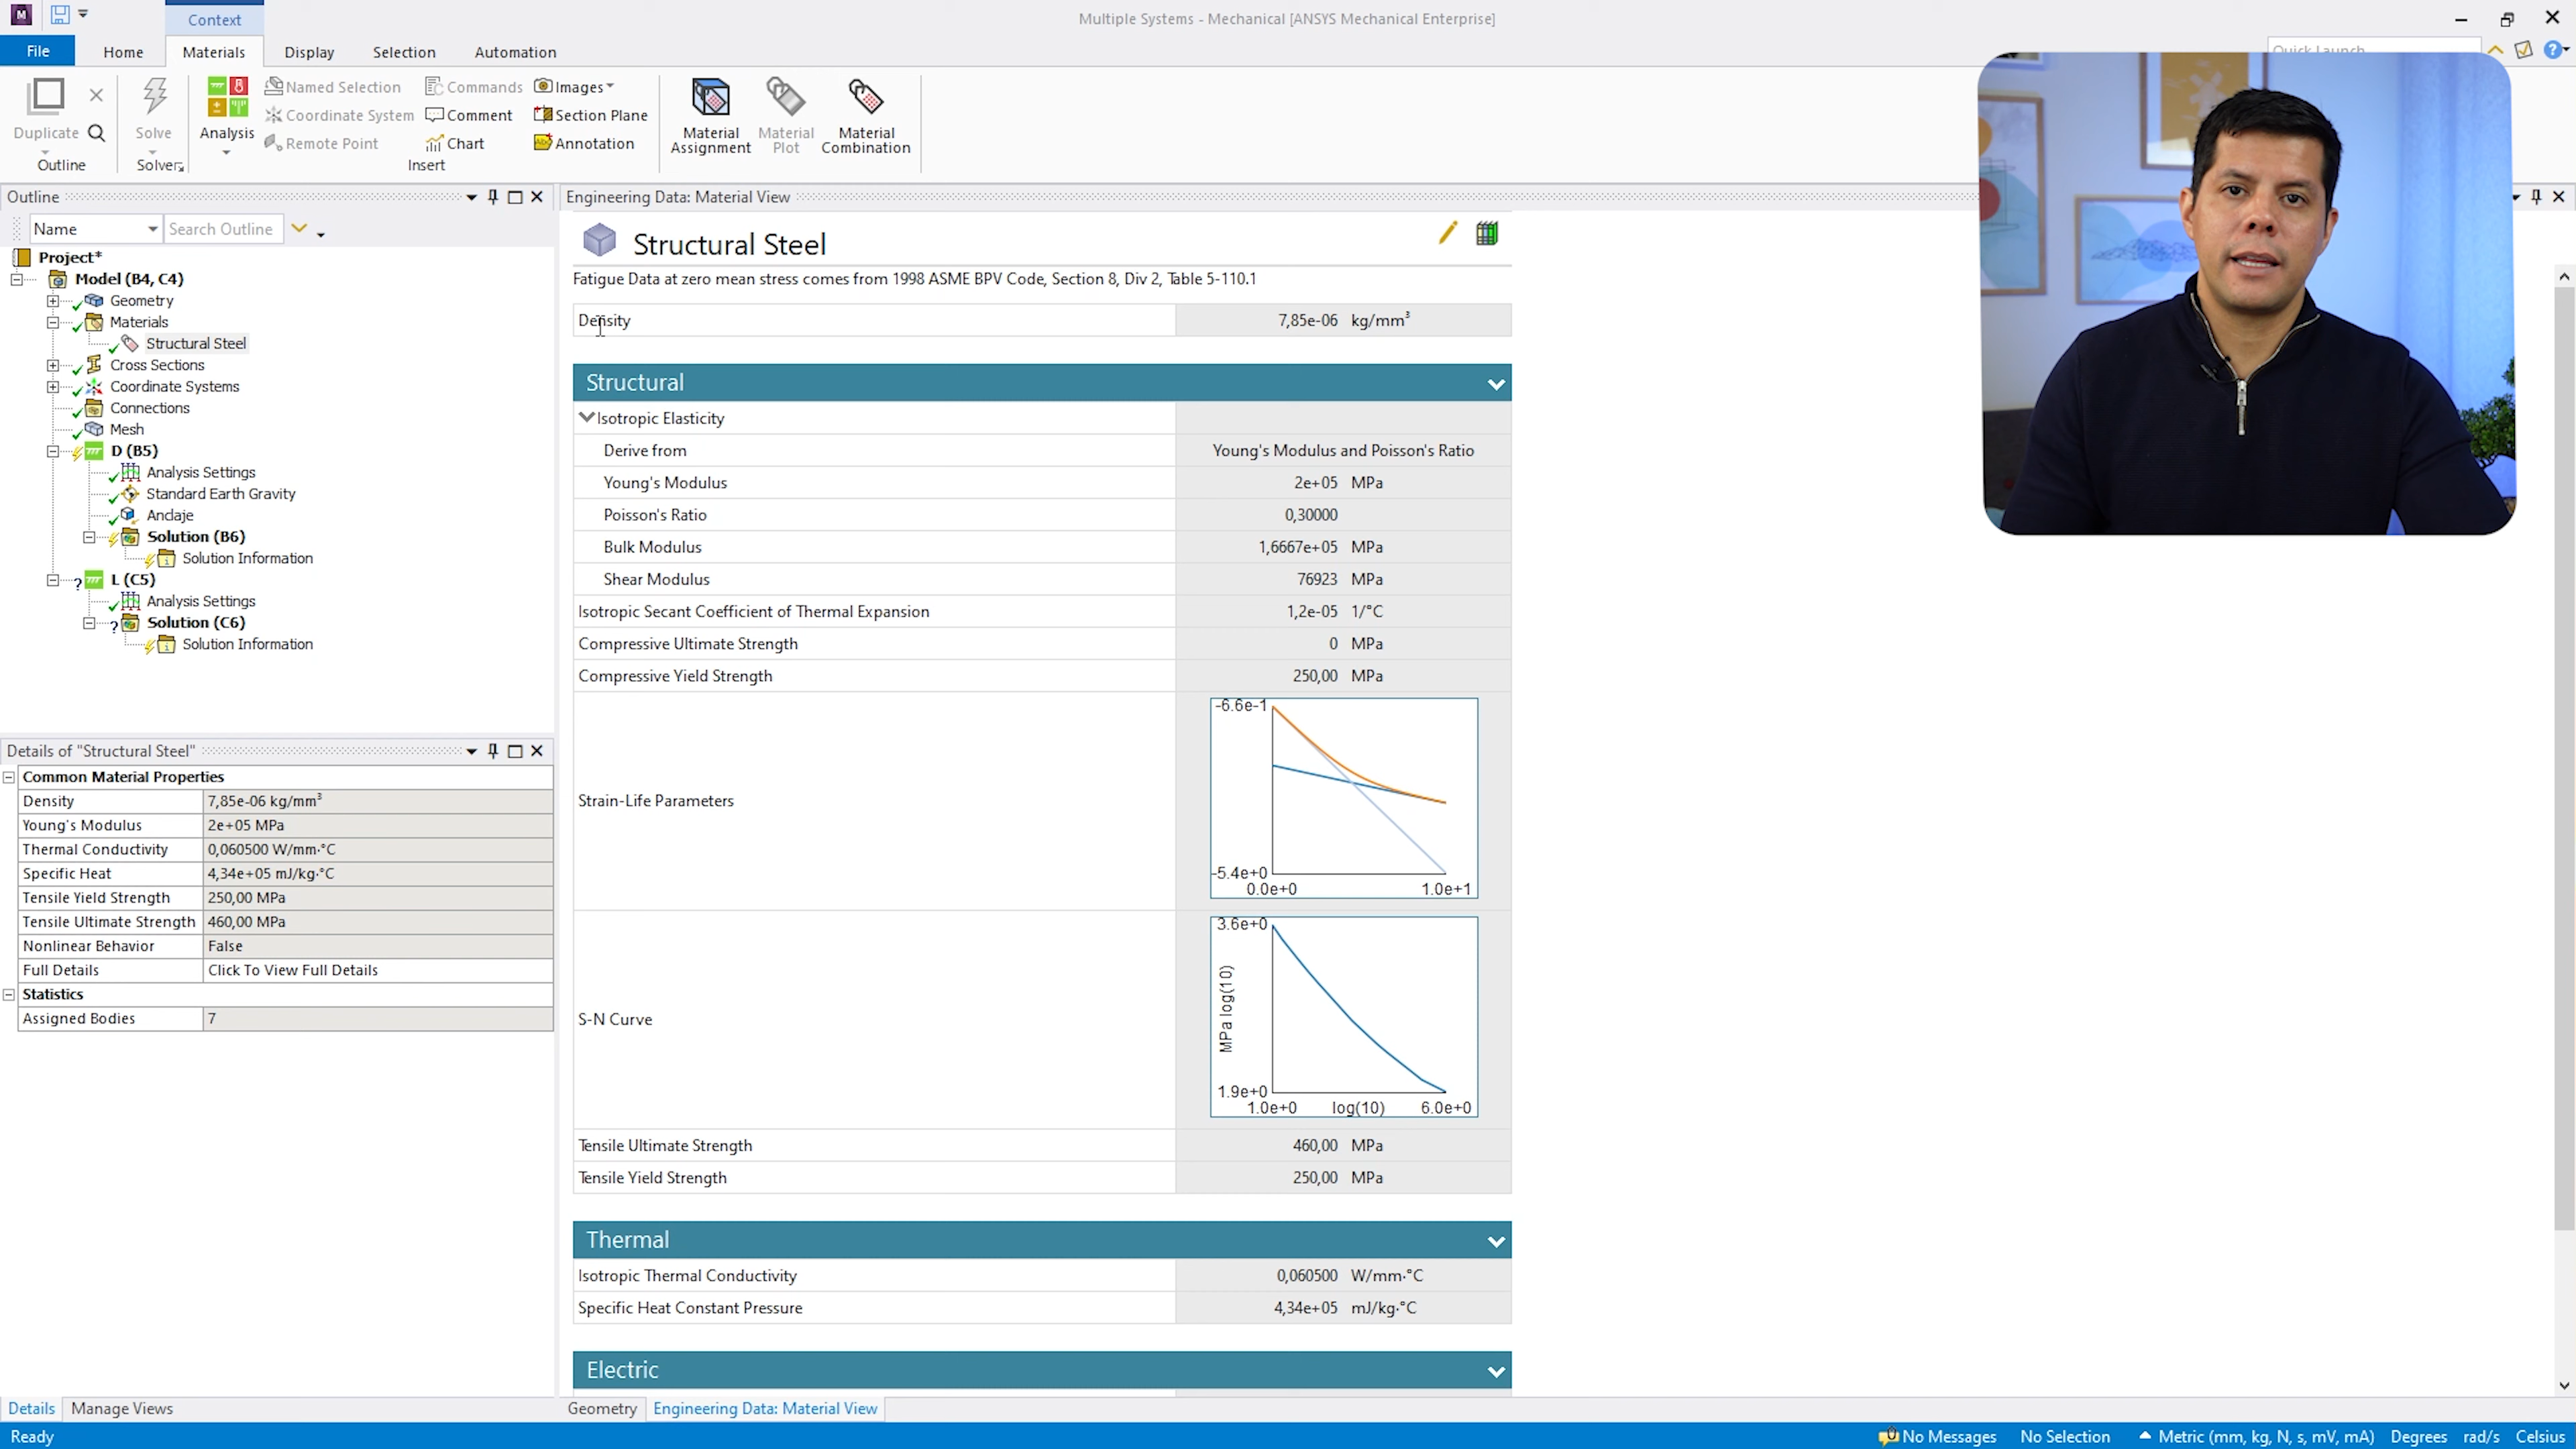 Context
Multiple Systems - Mechanical [ANSYS Mechanical Enterprise]
File Home Materials Display Selection Automation
Duplicate
Outline
Solve
Solver
Analysis
Named Selection
Coordinate System
Remote Point
Commands
Comment
Chart
Images
Section Plane
Annotation
Insert
Material Assignment
Material Plot
Material Combination
Outline
Name Search Outline
Project*
Model (B4, C4)
Geometry
Materials
Structural Steel
Cross Sections
Coordinate Systems
Connections
Mesh
D (B5)
Analysis Settings
Standard Earth Gravity
Anclaje
Solution (B6)
Solution Information
L (C5)
Analysis Settings
Solution (C6)
Solution Information
Details of "Structural Steel"
Common Material Properties
Density 7,85e-06 kg/mm³
Young's Modulus 2e+05 MPa
Thermal Conductivity 0,060500 W/mm·°C
Specific Heat 4,34e+05 mJ/kg·°C
Tensile Yield Strength 250,00 MPa
Tensile Ultimate Strength 460,00 MPa
Nonlinear Behavior False
Full Details Click To View Full Details
Statistics
Assigned Bodies 7
Details Manage Views
Engineering Data: Material View
Structural Steel
Fatigue Data at zero mean stress comes from 1998 ASME BPV Code, Section 8, Div 2, Table 5-110.1
Density 7,85e-06 kg/mm³
Structural
Isotropic Elasticity
Derive from Young's Modulus and Poisson's Ratio
Young's Modulus 2e+05 MPa
Poisson's Ratio 0,30000
Bulk Modulus 1,6667e+05 MPa
Shear Modulus 76923 MPa
Isotropic Secant Coefficient of Thermal Expansion 1,2e-05 1/°C
Compressive Ultimate Strength 0 MPa
Compressive Yield Strength 250,00 MPa
Strain-Life Parameters
-6.6e-1
-5.4e+0
0.0e+0 1.0e+1
S-N Curve
3.6e+0
MPa log(10)
1.9e+0
1.0e+0 log(10) 6.0e+0
Tensile Ultimate Strength 460,00 MPa
Tensile Yield Strength 250,00 MPa
Thermal
Isotropic Thermal Conductivity 0,060500 W/mm·°C
Specific Heat Constant Pressure 4,34e+05 mJ/kg·°C
Electric
Geometry Engineering Data: Material View
Ready No Messages No Selection Metric (mm, kg, N, s, mV, mA) Degrees rad/s Celsius